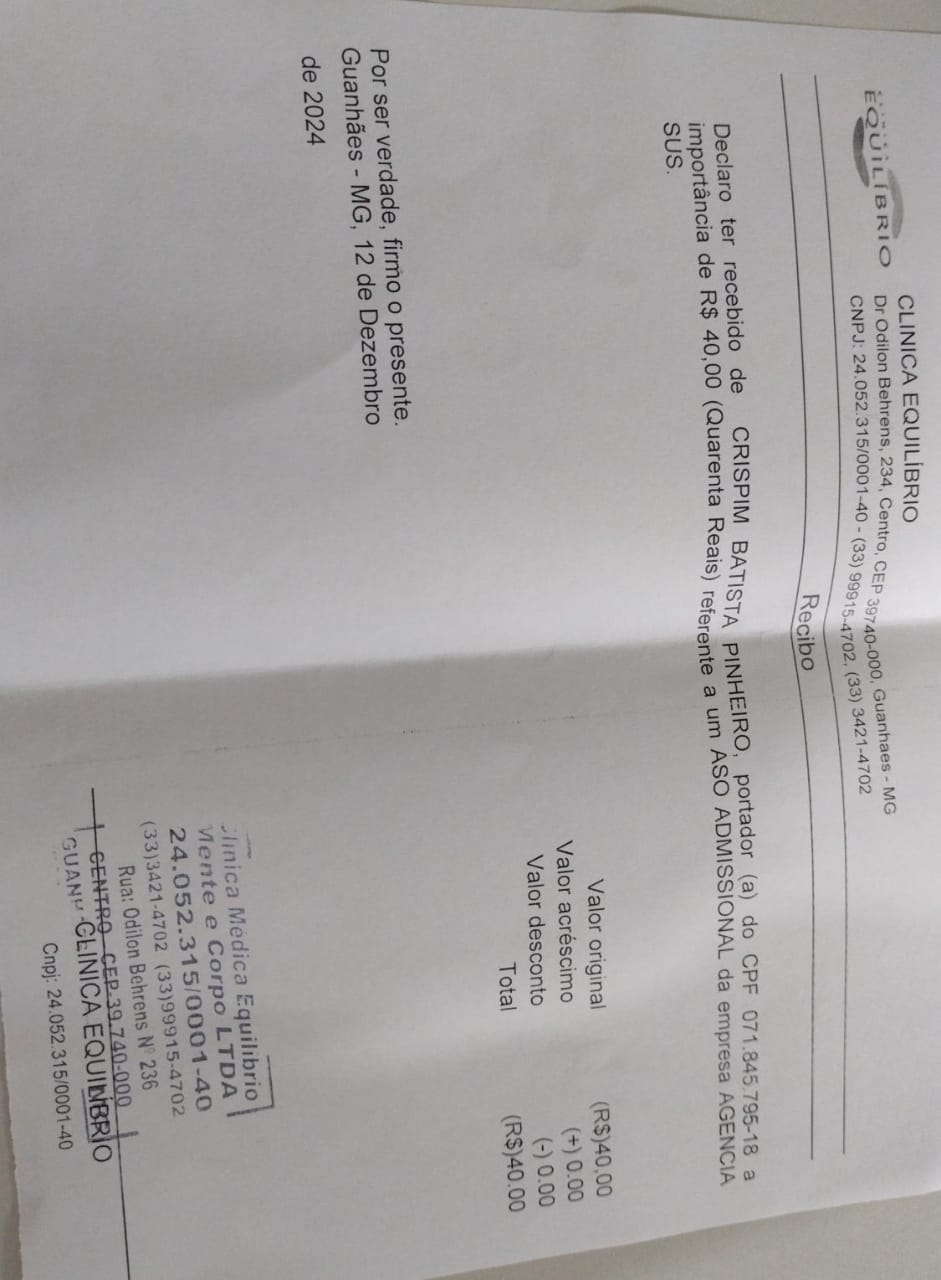 EQUILÍBRIO
CLINICA EQUILÍBRIO
Dr Odilon Behrens, 234, Centro, CEP 39740-000, Guanhaes - MG
CNPJ: 24.052.315/0001-40 - (33) 99915-4702, (33) 3421-4702
Recibo
Declaro ter recebido de CRISPIM BATISTA PINHEIRO, portador (a) do CPF 071.845.795-18 a
importância de R$ 40,00 (Quarenta Reais) referente a um ASO ADMISSIONAL da empresa AGENCIA
SUS.
Valor original (R$)40,00
Valor acréscimo (+) 0.00
Valor desconto (-) 0.00
Total (R$)40.00
Por ser verdade, firmo o presente.
Guanhães - MG, 12 de Dezembro
de 2024
Clinica Médica Equilibrio
Mente e Corpo LTDA
24.052.315/0001-40
(33)3421-4702 (33)99915-4702
Rua: Odilon Behrens Nº 236
CENTRO CEP 39.740-000
CLINICA EQUILÍBRIO
Cnpj: 24.052.315/0001-40